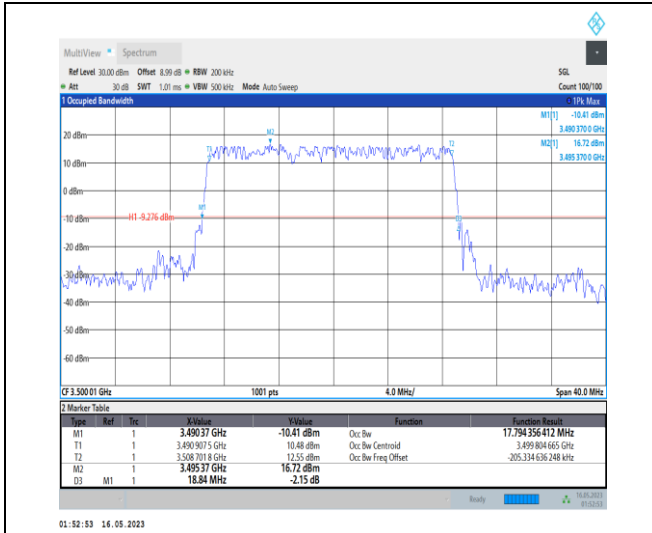 MultiView Spectrum
Ref Level 30.00 dBm Offset 8.99 dB RBW 200 kHz SGL
Att 30 dB SWT 1.01 ms VBW 500 kHz Mode Auto Sweep Count 100/100
1 Occupied Bandwidth 1Pk Max
M1[1] -10.41 dBm
3.490 370 0 GHz
M2[1] 16.72 dBm
3.495 370 0 GHz
M2
T1
T2
20 dBm
10 dBm
0 dBm
M1
-10 dBm
H1 -9.276 dBm
D3
-20 dBm
-30 dBm
-40 dBm
-50 dBm
-60 dBm
CF 3.500 01 GHz 1001 pts 4.0 MHz/ Span 40.0 MHz
2 Marker Table
Type Ref Trc X-Value Y-Value Function Function Result
M1 1 3.49037 GHz -10.41 dBm Occ Bw 17.794 356 412 MHz
T1 1 3.490 907 5 GHz 10.48 dBm Occ Bw Centroid 3.499 804 665 GHz
T2 1 3.508 701 8 GHz 12.55 dBm Occ Bw Freq Offset -205.334 636 248 kHz
M2 1 3.49537 GHz 16.72 dBm
D3 M1 1 18.84 MHz -2.15 dB
Ready 16.05.2023
01:52:53
01:52:53 16.05.2023